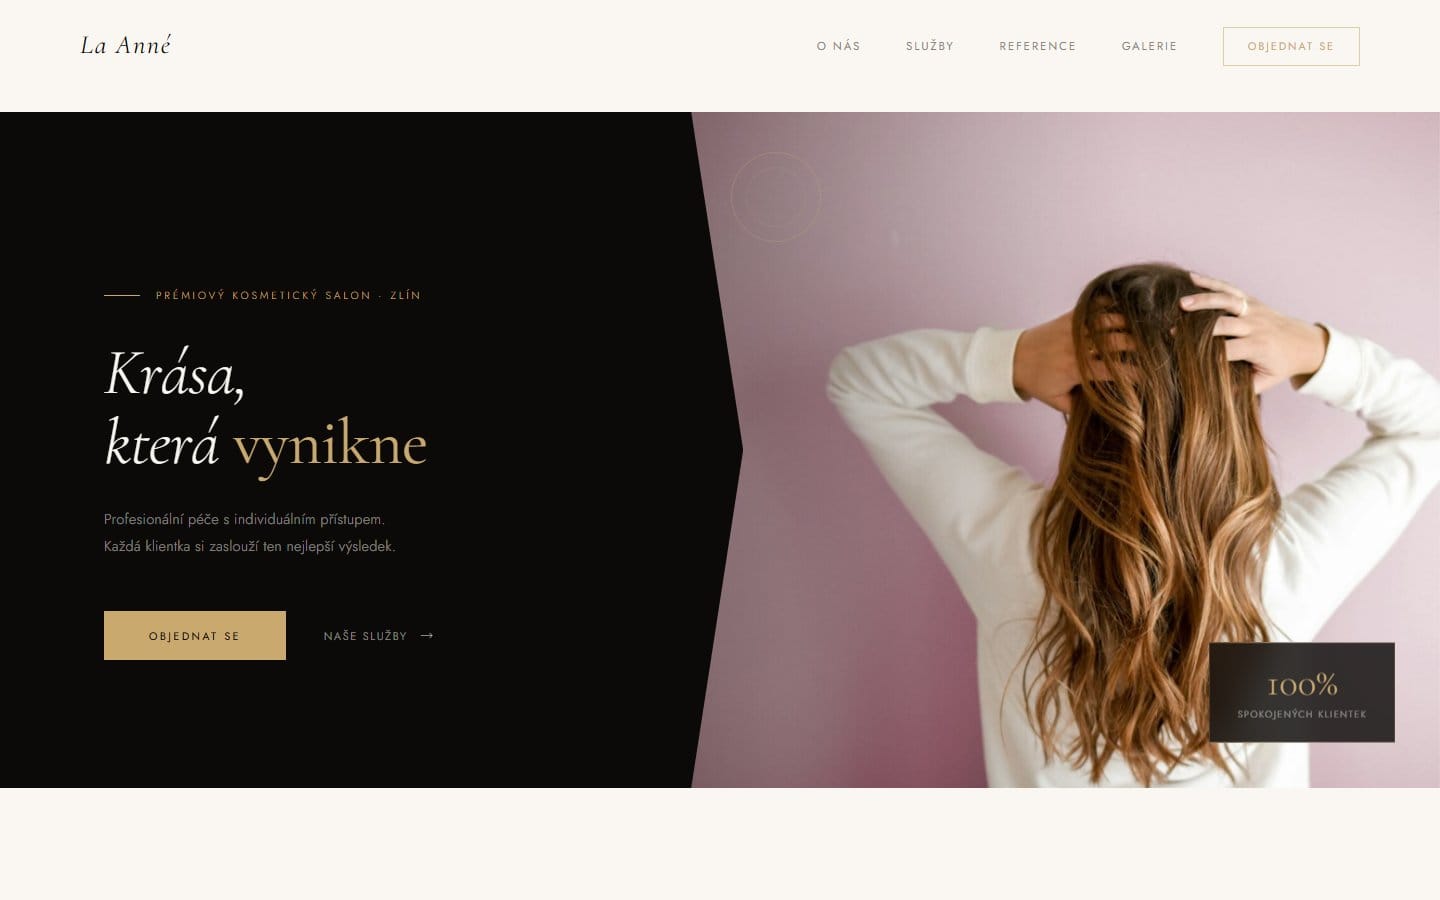 La Anné
O NÁS
SLUŽBY
REFERENCE
GALERIE
OBJEDNAT SE
PRÉMIOVÝ KOSMETICKÝ SALON · ZLÍN
Krása,
která vynikne
Profesionální péče s individuálním přístupem.
Každá klientka si zaslouží ten nejlepší výsledek.
OBJEDNAT SE
NAŠE SLUŽBY →
100%
SPOKOJENÝCH KLIENTEK